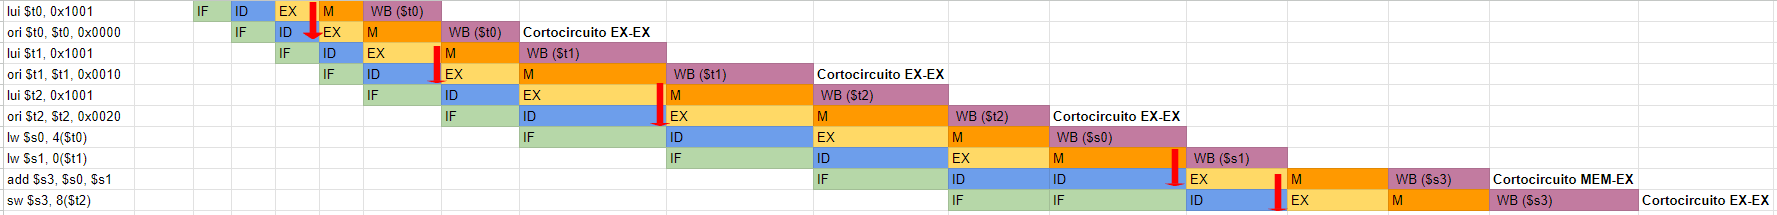 lui $t0, 0x1001 IF ID EX M WB ($t0)
ori $t0, $t0, 0x0000 IF ID EX M WB ($t0) Cortocircuito EX-EX
lui $t1, 0x1001 IF ID EX M WB ($t1)
ori $t1, $t1, 0x0010 IF ID EX M WB ($t1) Cortocircuito EX-EX
lui $t2, 0x1001 IF ID EX M WB ($t2)
ori $t2, $t2, 0x0020 IF ID EX M WB ($t2) Cortocircuito EX-EX
lw $s0, 4($t0) IF ID EX M WB ($s0)
lw $s1, 0($t1) IF ID EX M WB ($s1)
add $s3, $s0, $s1 IF ID ID EX M WB ($s3) Cortocircuito MEM-EX
sw $s3, 8($t2) IF IF ID EX M WB ($s3) Cortocircuito EX-EX